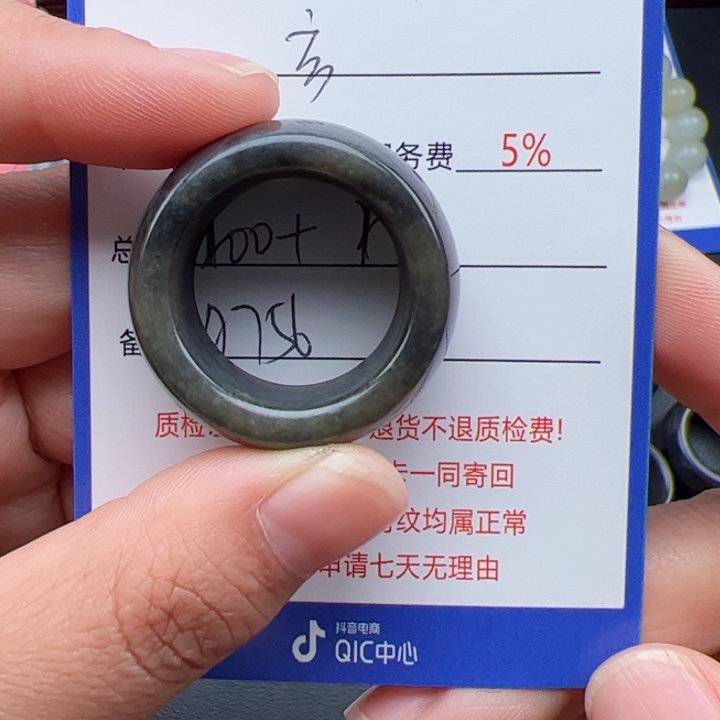 务费 5%
总 400+
备 0756
质检 退货不退质检费!
一同寄回
纹均属正常
申请七天无理由
抖音电商
QIC中心